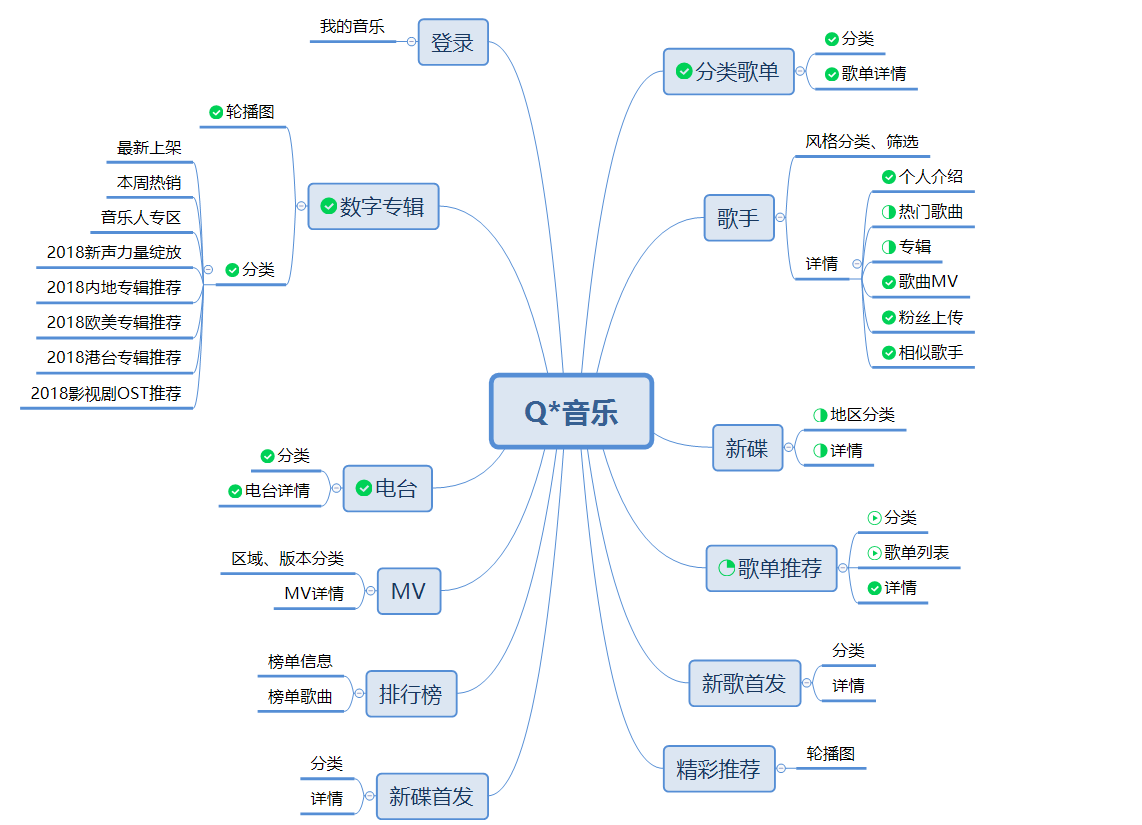 Q*音乐
分类歌单
分类
歌单详情
歌手
风格分类、筛选
详情
个人介绍
热门歌曲
专辑
歌曲MV
粉丝上传
相似歌手
新碟
地区分类
详情
歌单推荐
分类
歌单列表
详情
新歌首发
分类
详情
精彩推荐
轮播图
登录
我的音乐
数字专辑
轮播图
分类
最新上架
本周热销
音乐人专区
2018新声力量绽放
2018内地专辑推荐
2018欧美专辑推荐
2018港台专辑推荐
2018影视剧OST推荐
电台
分类
电台详情
MV
区域、版本分类
MV详情
排行榜
榜单信息
榜单歌曲
新碟首发
分类
详情